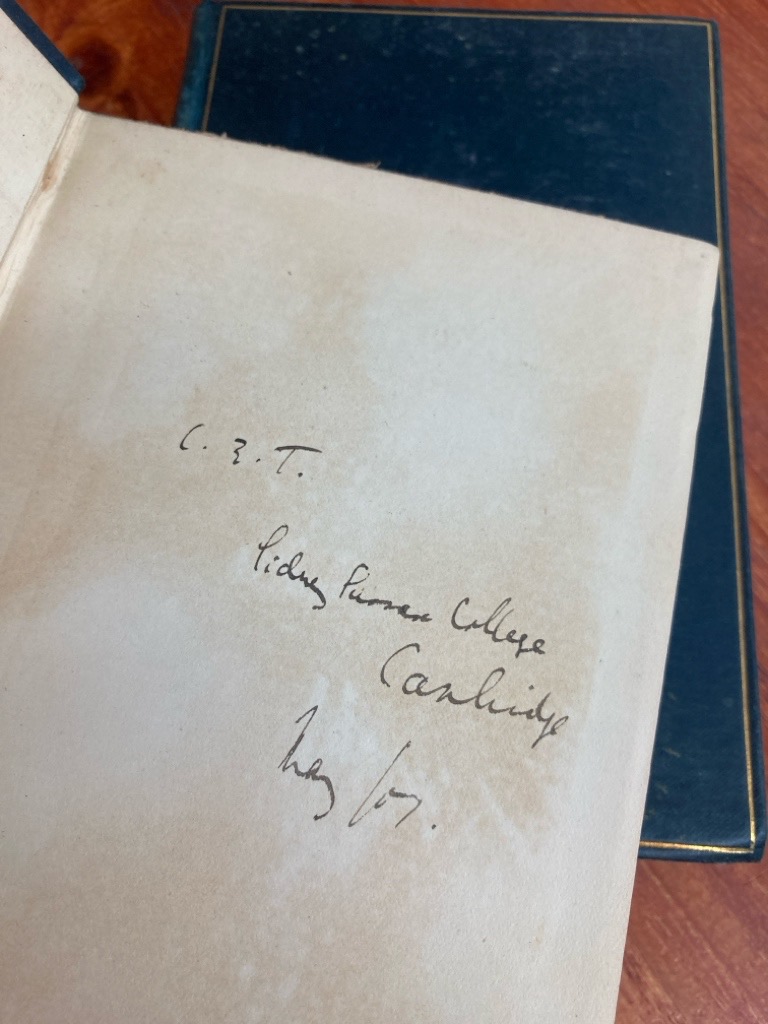 C. E. T.
Sidney Sussex College
Cambridge
May